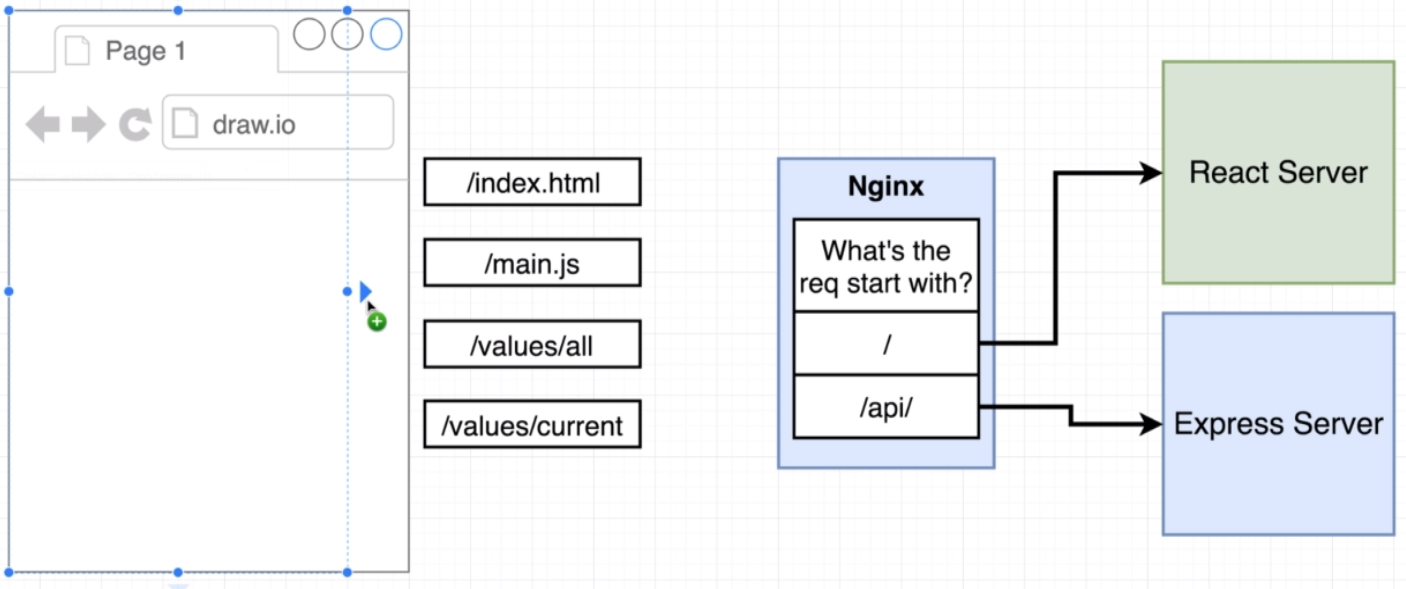 Page 1
draw.io
/index.html
/main.js
/values/all
/values/current
Nginx
What's the
req start with?
/
/api/
React Server
Express Server